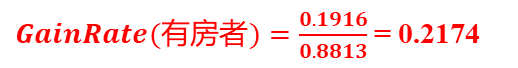 GainRate(有房者) = 0.1916/0.8813 = 0.2174